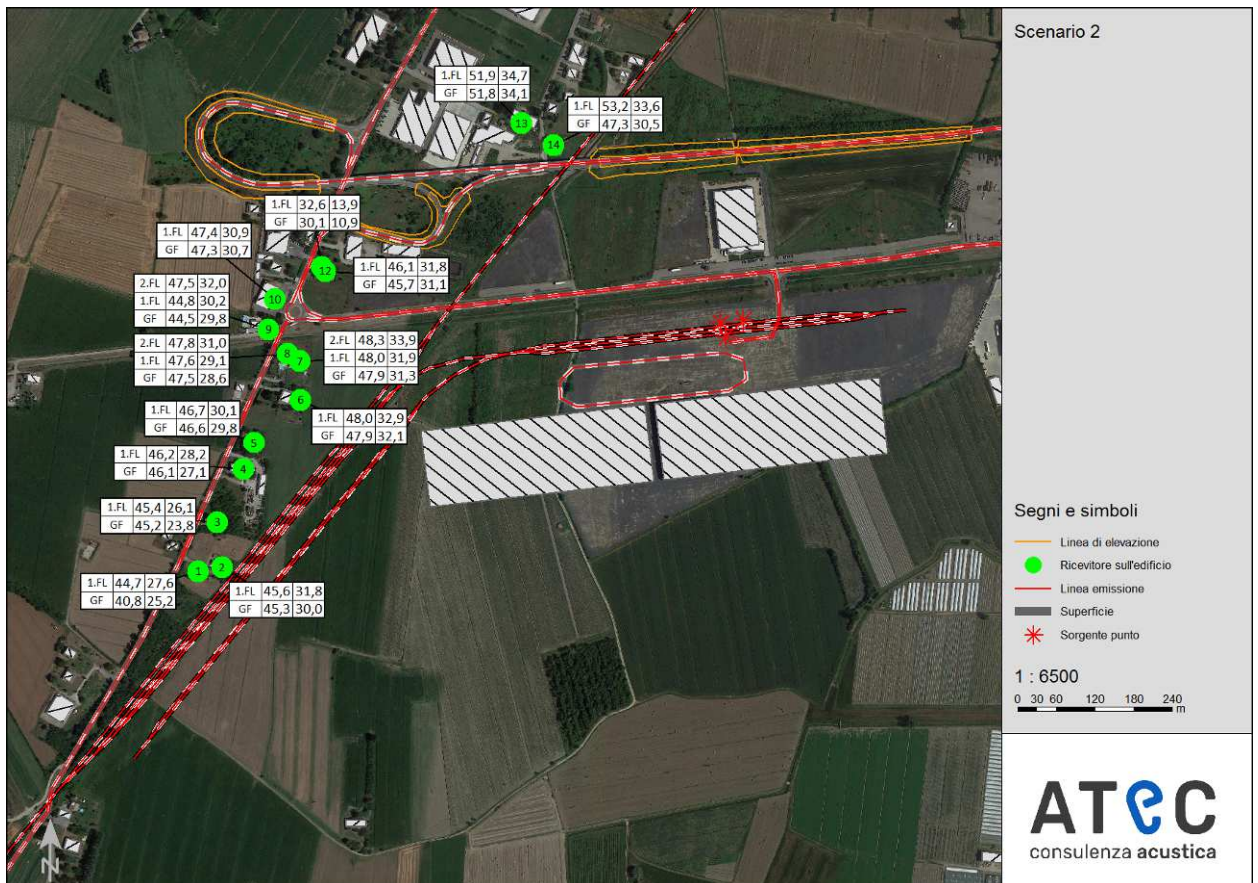 Scenario 2
1.FL 51,9 34,7
GF 51,8 34,1
1.FL 53,2 33,6
GF 47,3 30,5
13
14
1.FL 32,6 13,9
GF 30,1 10,9
1.FL 47,4 30,9
GF 47,3 30,7
12
1.FL 46,1 31,8
GF 45,7 31,1
2.FL 47,5 32,0
1.FL 44,8 30,2
GF 44,5 29,8
10
9
2.FL 47,8 31,0
1.FL 47,6 29,1
GF 47,5 28,6
8
7
2.FL 48,3 33,9
1.FL 48,0 31,9
GF 47,9 31,3
6
1.FL 48,0 32,9
GF 47,9 32,1
1.FL 46,7 30,1
GF 46,6 29,8
5
1.FL 46,2 28,2
GF 46,1 27,1
4
1.FL 45,4 26,1
GF 45,2 23,8
3
1.FL 44,7 27,6
GF 40,8 25,2
1
2
1.FL 45,6 31,8
GF 45,3 30,0
N
Segni e simboli
Linea di elevazione
Ricevitore sull'edificio
Linea emissione
Superficie
Sorgente punto
1 : 6500
0 30 60 120 180 240
m
ATeC
consulenza acustica